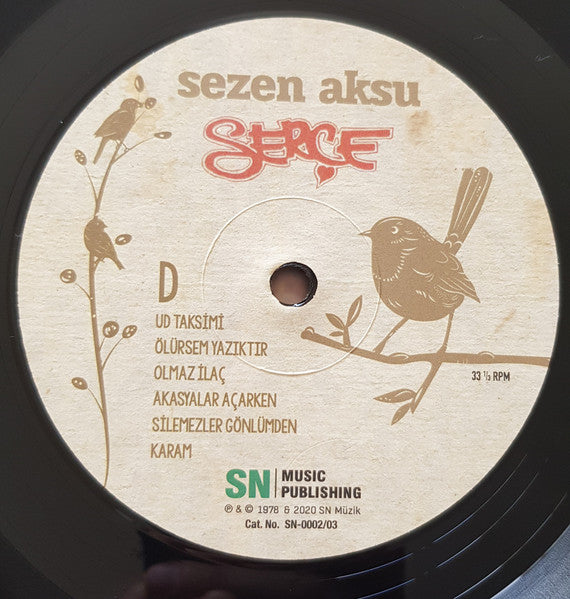 sezen aksu
SERÇE
D
UD TAKSİMİ
ÖLÜRSEM YAZIKTIR
OLMAZ İLAÇ
AKASYALAR AÇARKEN
SİLEMEZLER GÖNLÜMDEN
KARAM
33 ⅓ RPM
SN MUSIC
PUBLISHING
℗ & © 1978 & 2020 SN Müzik
Cat. No. SN-0002/03